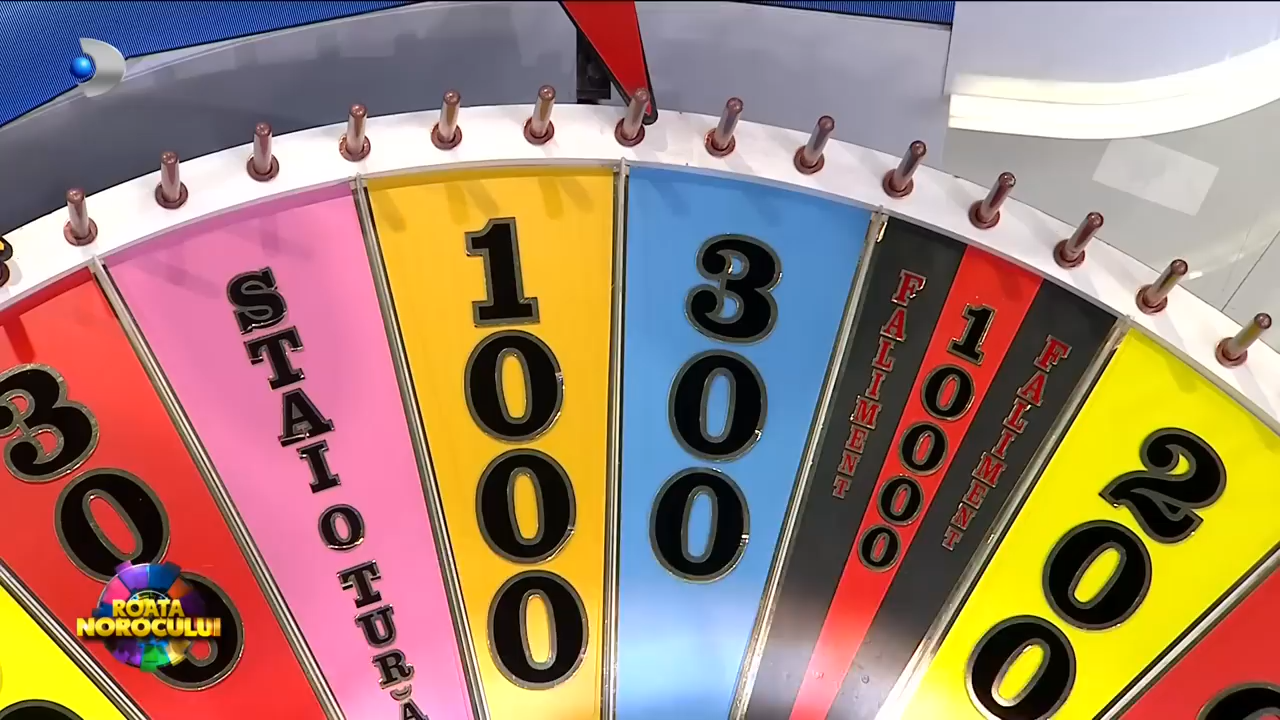 300
STAI O TURĂ
1000
300
FALIMENT
10000
FALIMENT
200
ROATA
NOROCULUI